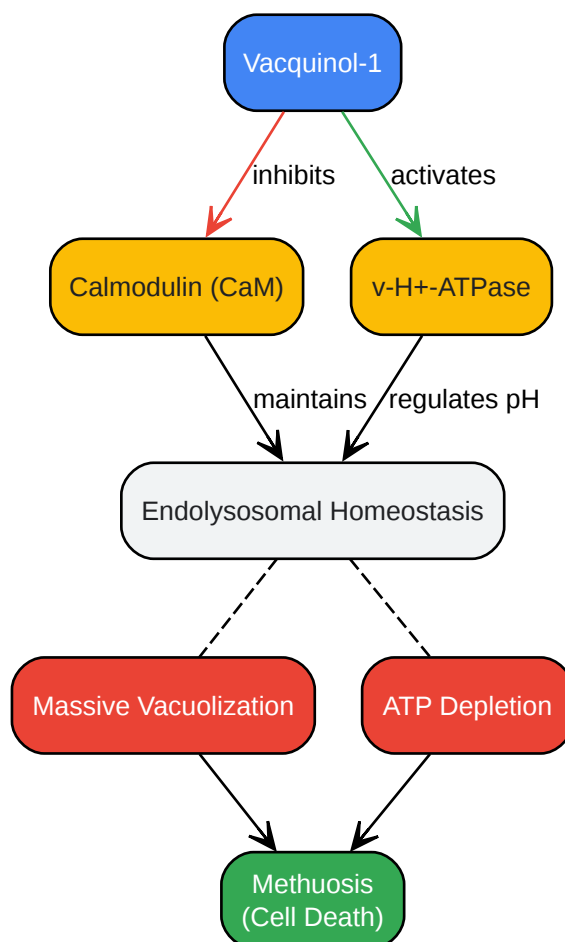 Vacquinol-1
inhibits
activates
Calmodulin (CaM)
v-H+-ATPase
maintains
regulates pH
Endolysosomal Homeostasis
Massive Vacuolization
ATP Depletion
Methuosis
(Cell Death)